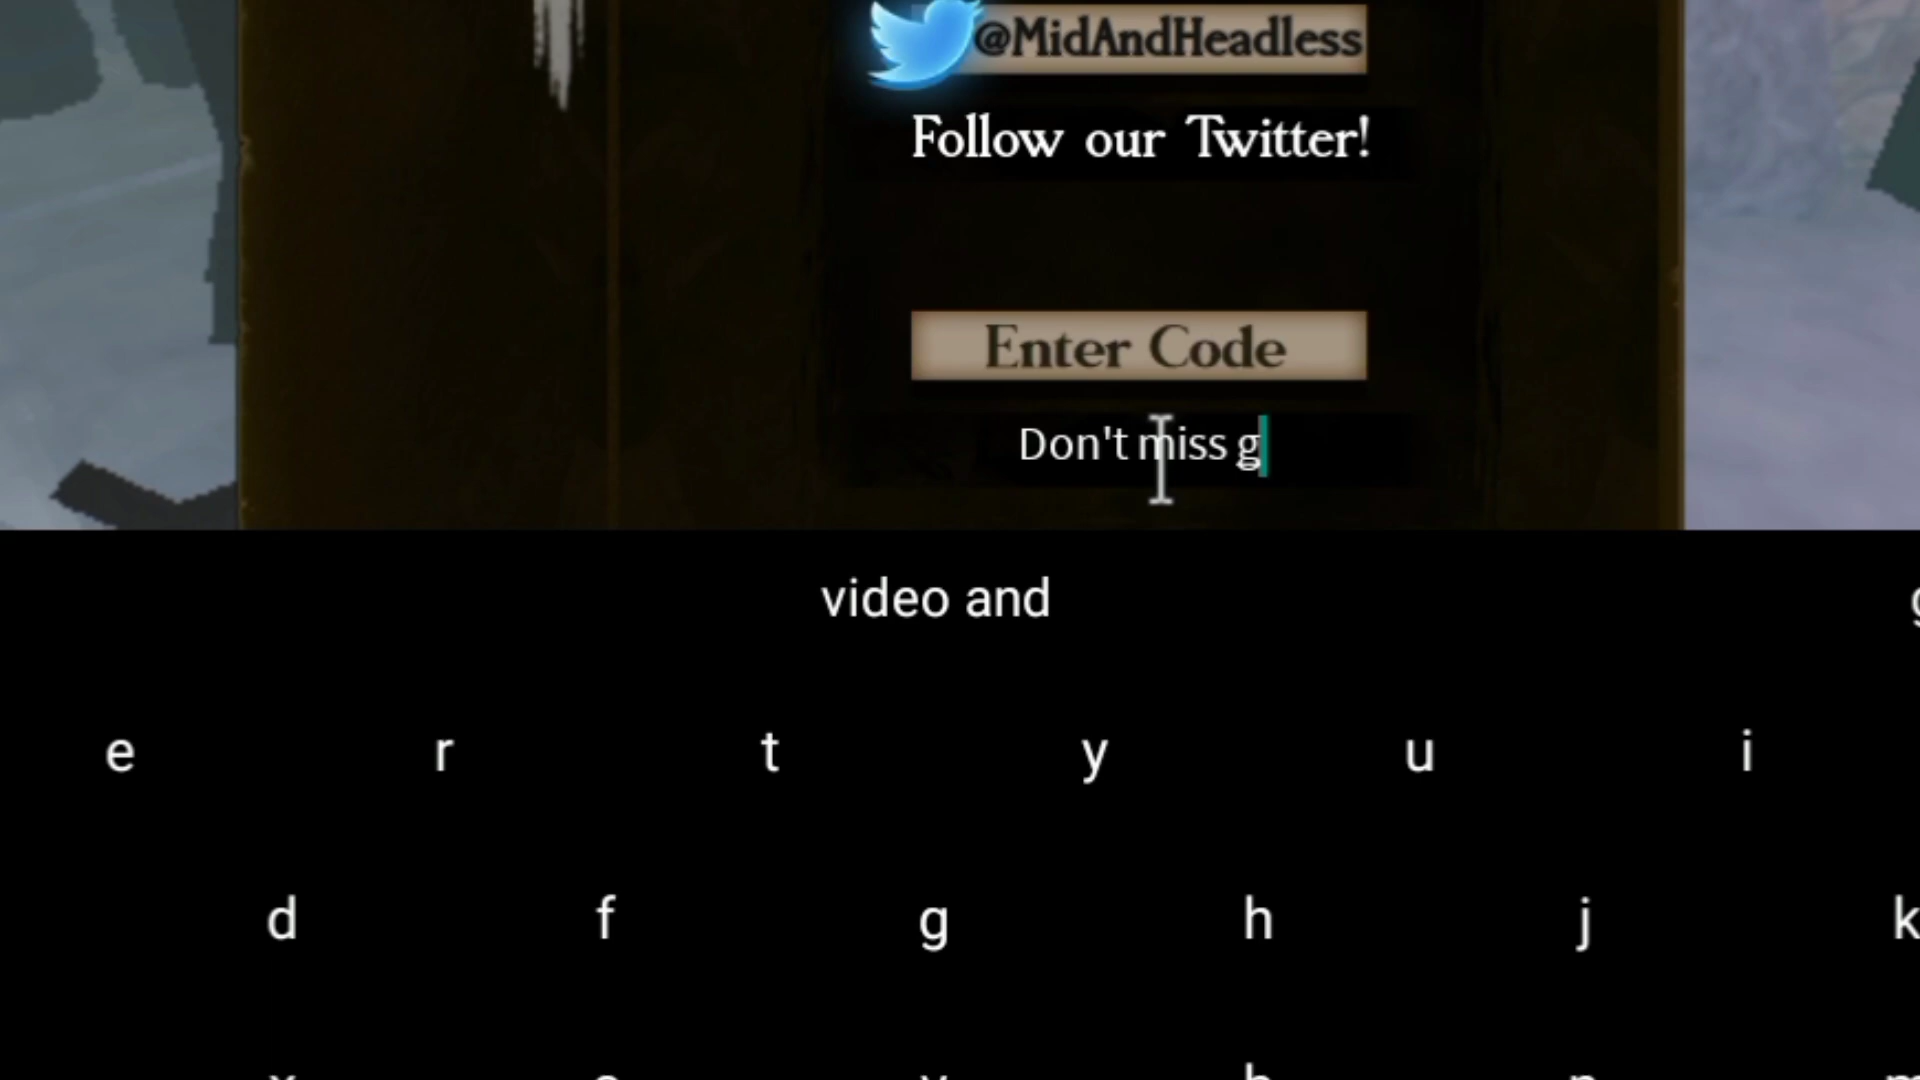 @MidAndHeadless
Follow our Twitter!
Enter Code
Don't miss g
video and
e r t y u i
d f g h j k